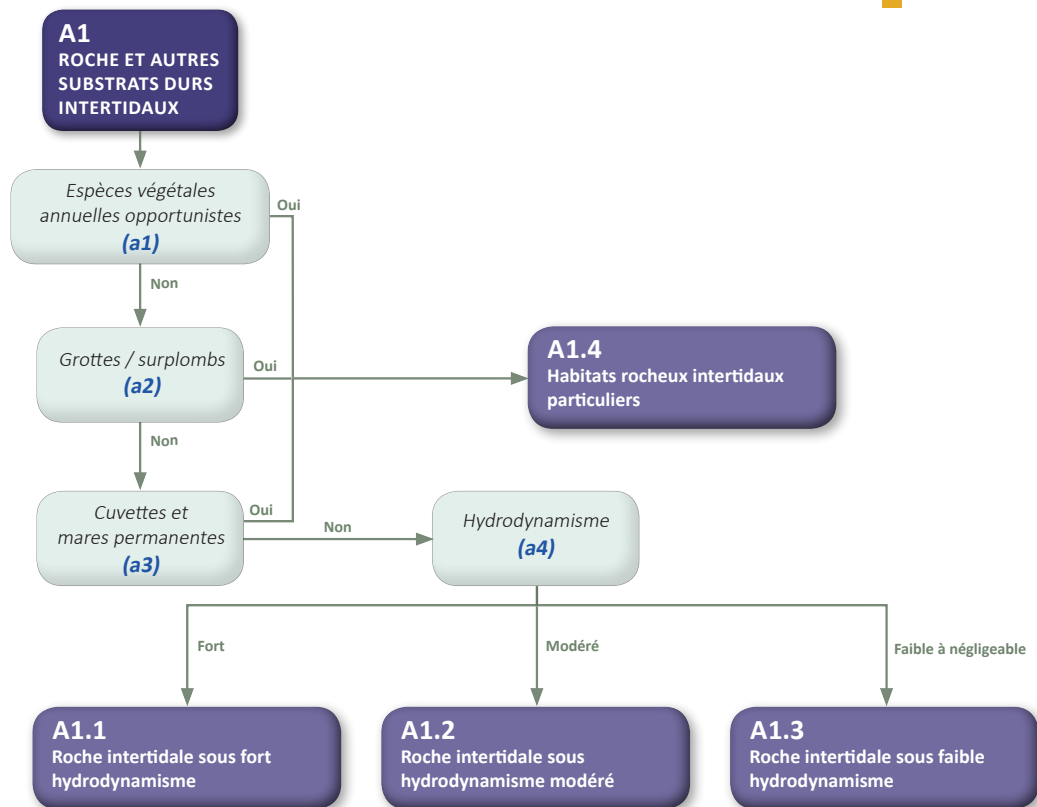 A1
ROCHE ET AUTRES
SUBSTRATS DURS
INTERTIDAUX
Espèces végétales
annuelles opportunistes
(a1)
Oui
Non
Grottes / surplombs
(a2)
Oui
A1.4
Habitats rocheux intertidaux
particuliers
Non
Cuvettes et
mares permanentes
(a3)
Oui
Non
Hydrodynamisme
(a4)
Fort
Modéré
Faible à négligeable
A1.1
Roche intertidale sous fort
hydrodynamisme
A1.2
Roche intertidale sous
hydrodynamisme modéré
A1.3
Roche intertidale sous faible
hydrodynamisme